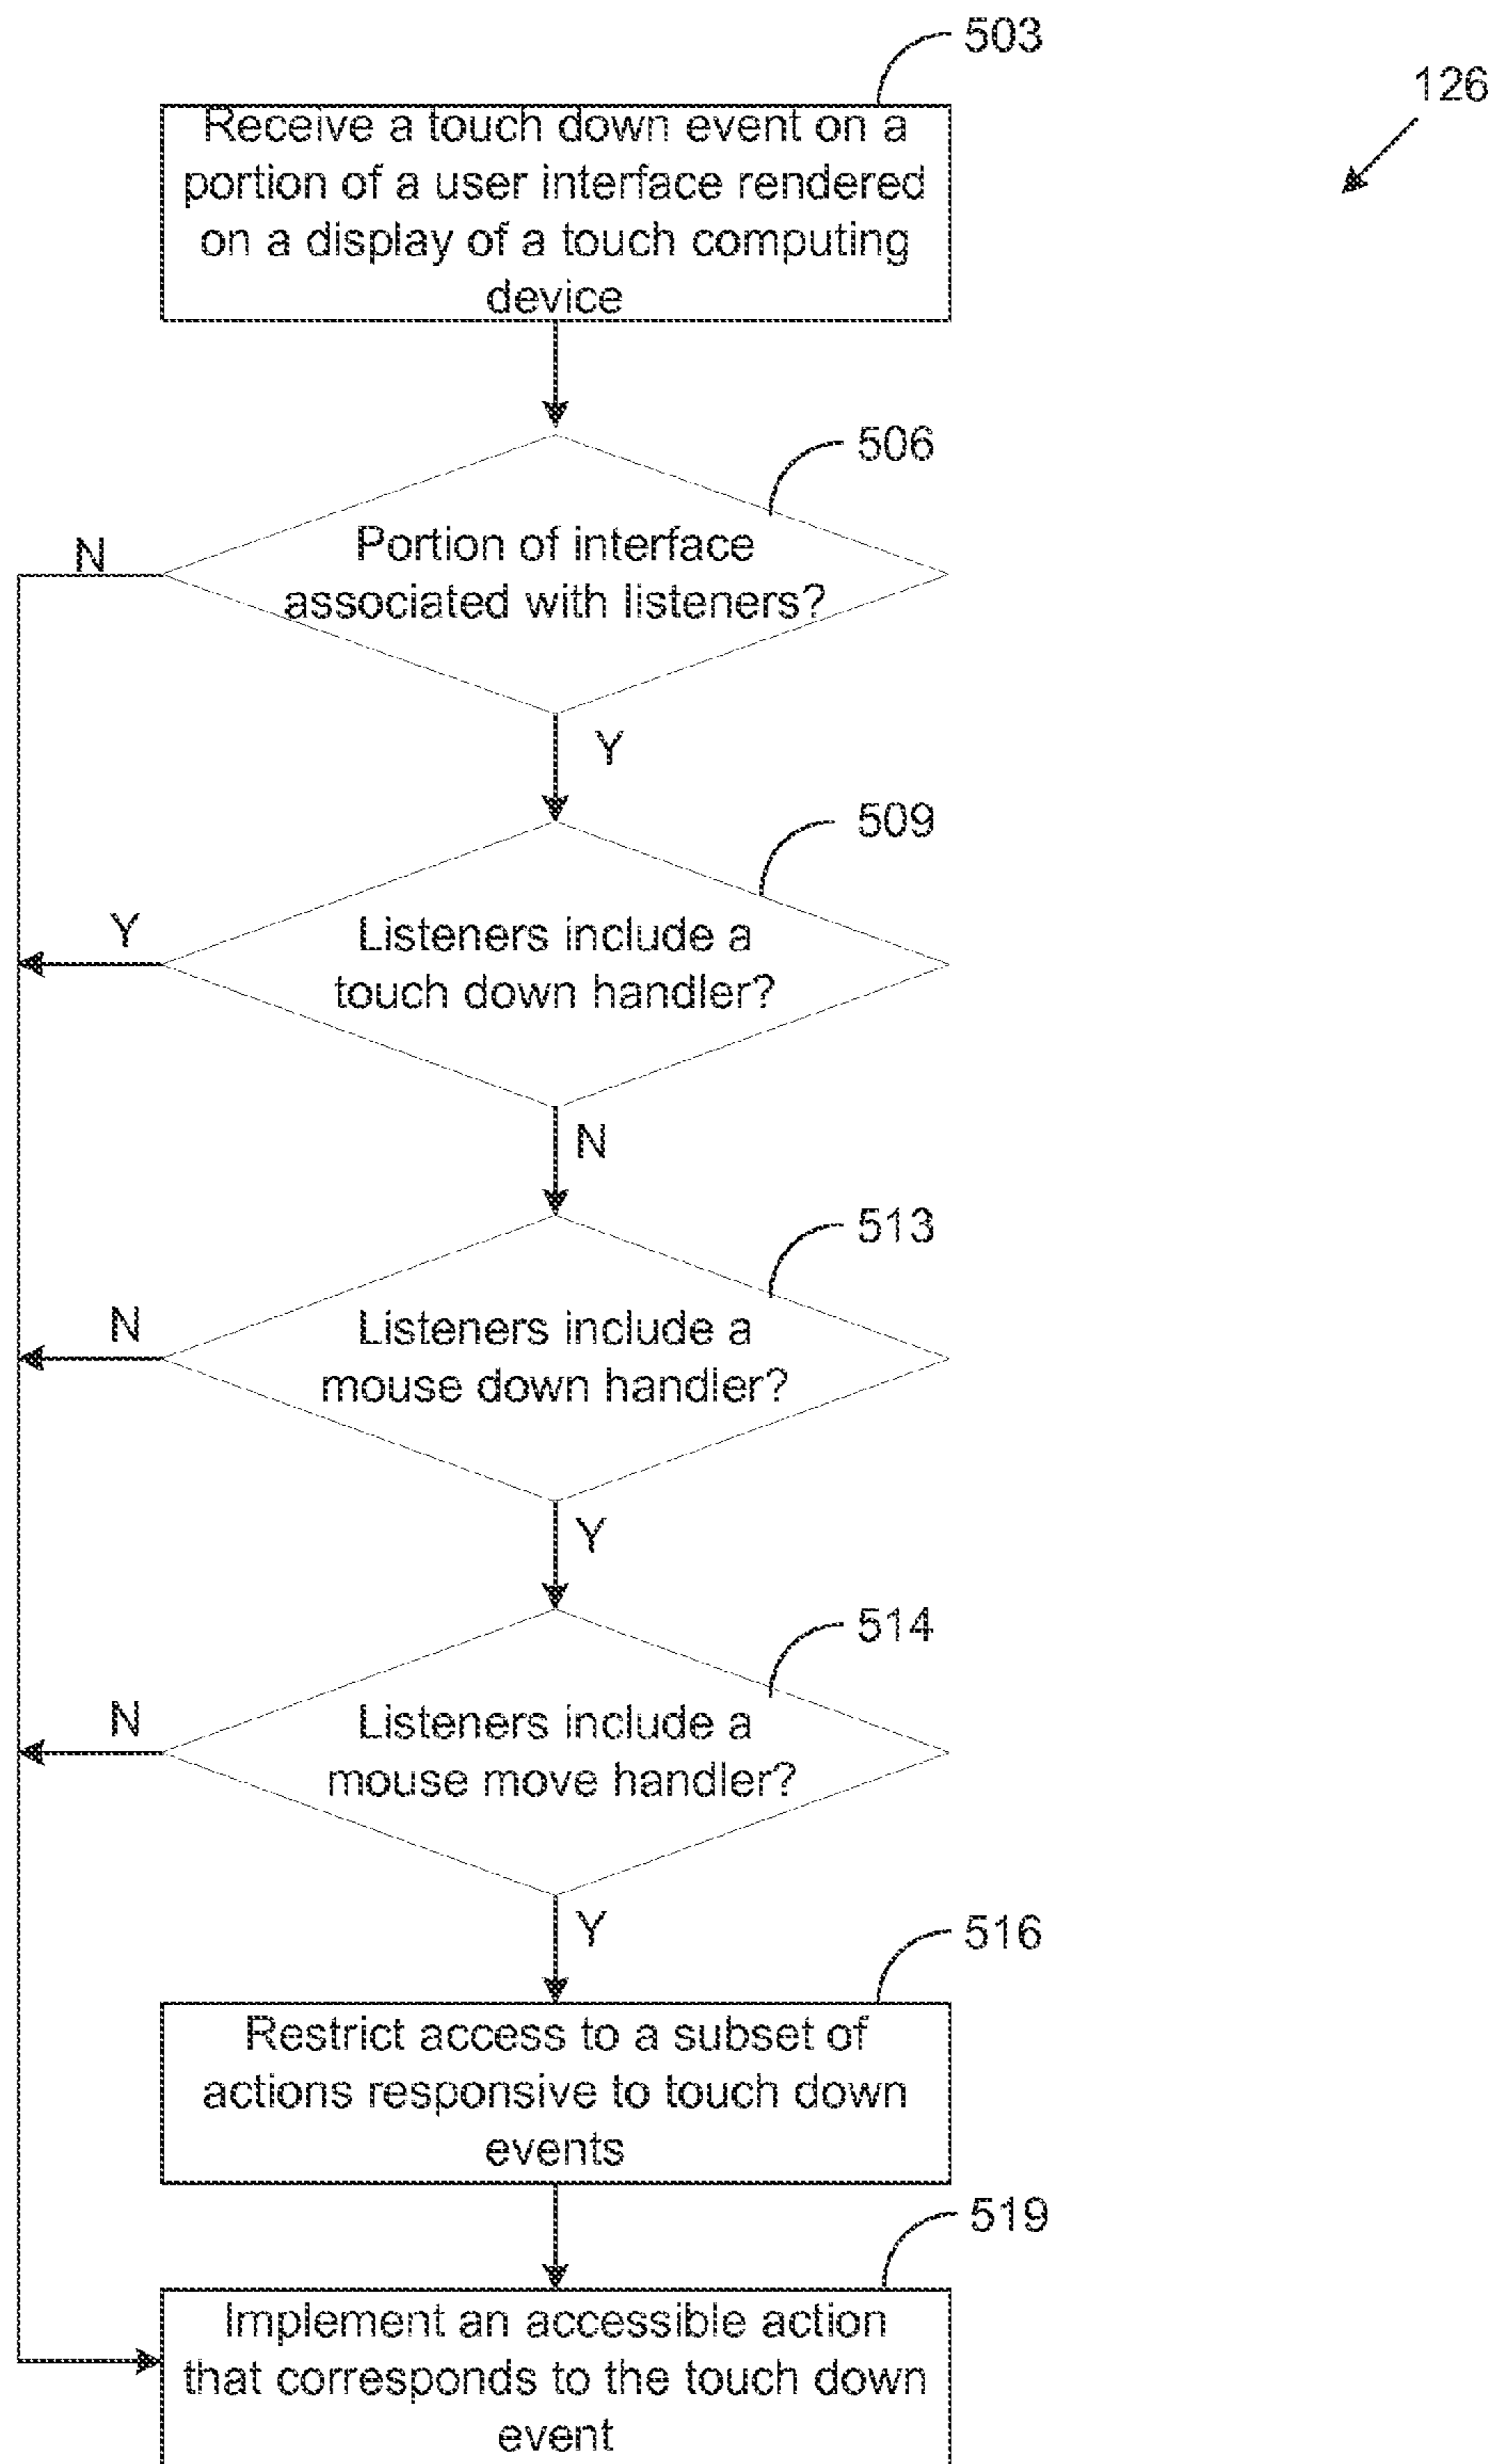 503
126
Receive a touch down event on a
portion of a user interface rendered
on a display of a touch computing
device
506
N
Portion of interface
associated with listeners?
Y
509
Y
Listeners include a
touch down handler?
N
513
N
Listeners include a
mouse down handler?
Y
514
N
Listeners include a
mouse move handler?
Y
516
Restrict access to a subset of
actions responsive to touch down
events
519
Implement an accessible action
that corresponds to the touch down
event